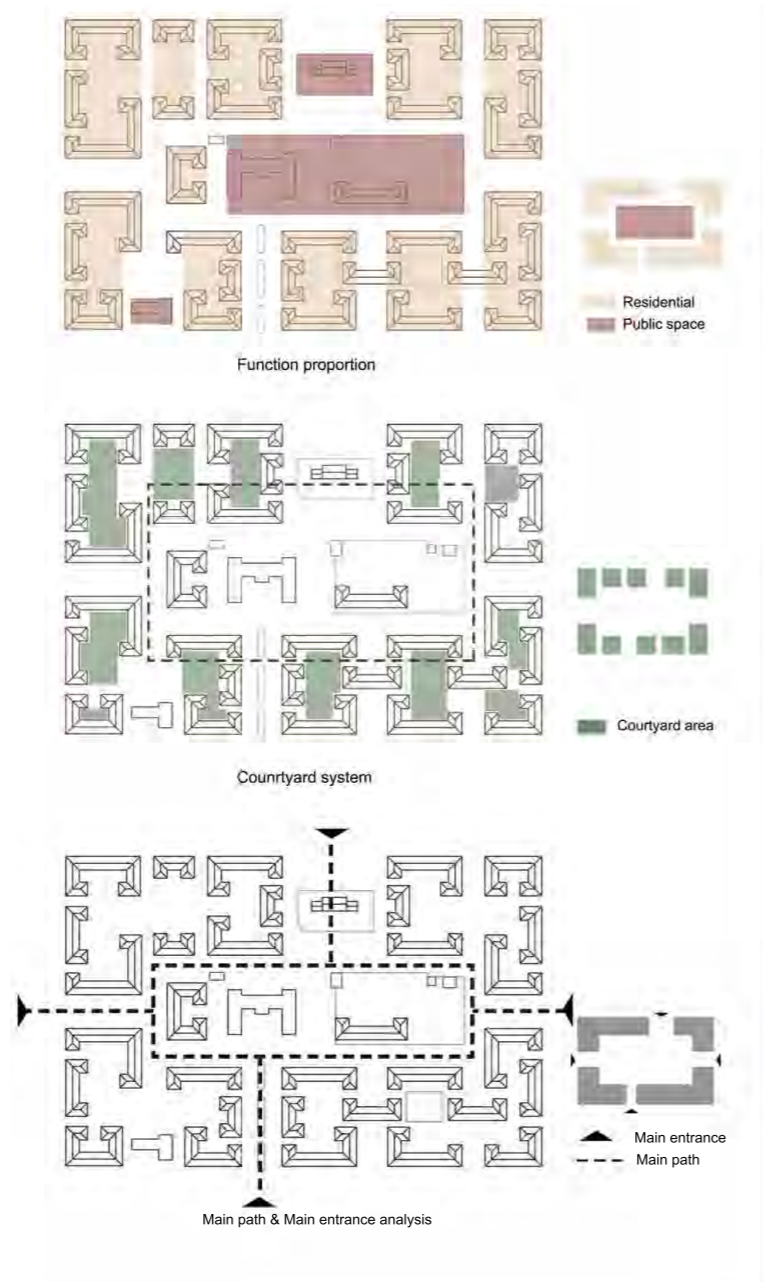 Residential
Public space
Function proportion
Courtyard area
Counrtyard system
Main entrance
Main path
Main path & Main entrance analysis